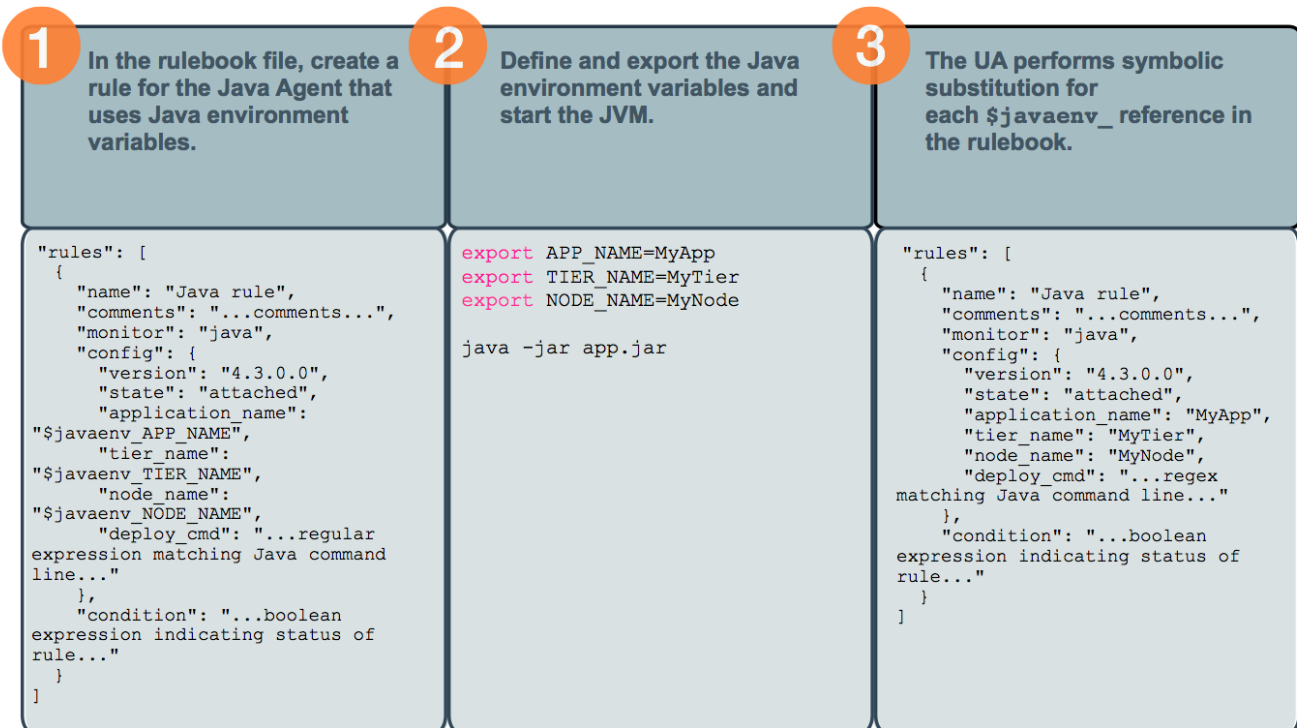 1
In the rulebook file, create a
rule for the Java Agent that
uses Java environment
variables.
2
Define and export the Java
environment variables and
start the JVM.
3
The UA performs symbolic
substitution for
each $javaenv_ reference in
the rulebook.
"rules": [
{
"name": "Java rule",
"comments": "...comments...",
"monitor": "java",
"config": {
"version": "4.3.0.0",
"state": "attached",
"application_name":
"$javaenv_APP_NAME",
"tier_name":
"$javaenv_TIER_NAME",
"node_name":
"$javaenv_NODE_NAME",
"deploy_cmd": "...regular
expression matching Java command
line..."
},
"condition": "...boolean
expression indicating status of
rule..."
}
]
export APP_NAME=MyApp
export TIER_NAME=MyTier
export NODE_NAME=MyNode
java -jar app.jar
"rules": [
{
"name": "Java rule",
"comments": "...comments...",
"monitor": "java",
"config": {
"version": "4.3.0.0",
"state": "attached",
"application_name": "MyApp",
"tier_name": "MyTier",
"node_name": "MyNode",
"deploy_cmd": "...regex
matching Java command line..."
},
"condition": "...boolean
expression indicating status of
rule..."
}
]